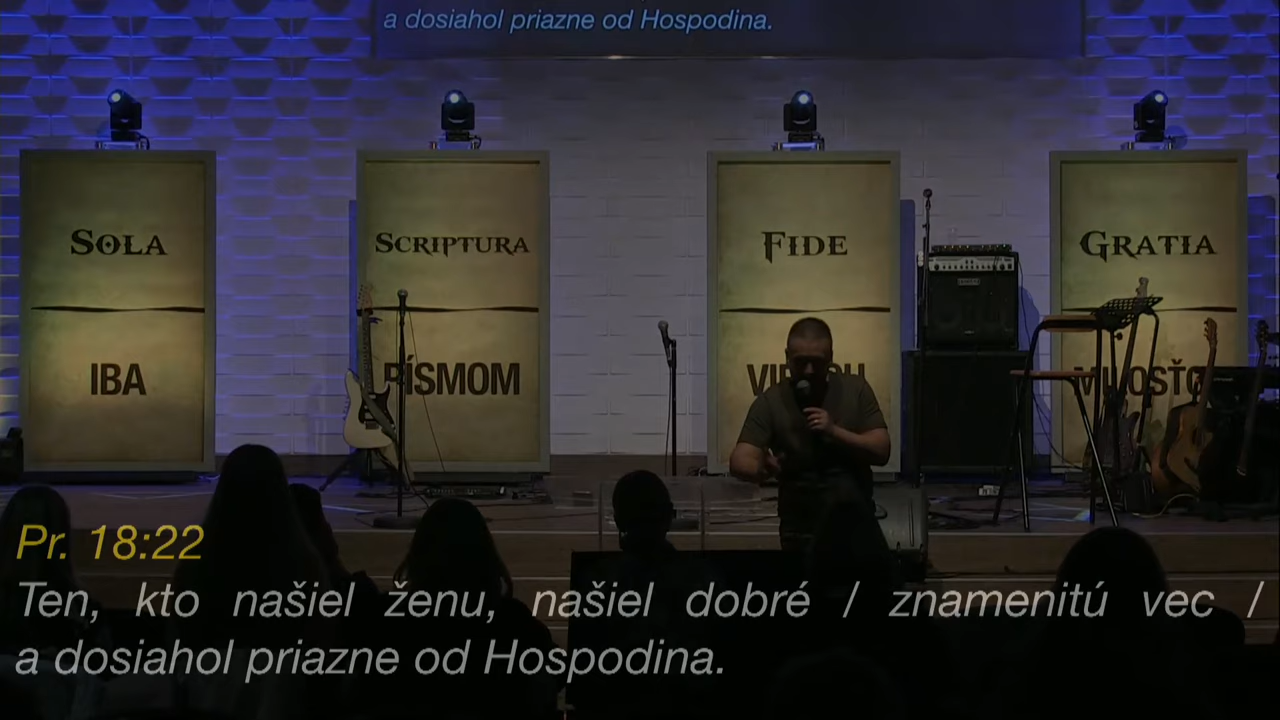 a dosiahol priazne od Hospodina.
SOLA
SCRIPTURA
FIDE
GRATIA
IBA
PÍSMOM
Pr. 18:22
Ten, kto našiel ženu, našiel dobré / znamenitú vec /
a dosiahol priazne od Hospodina.